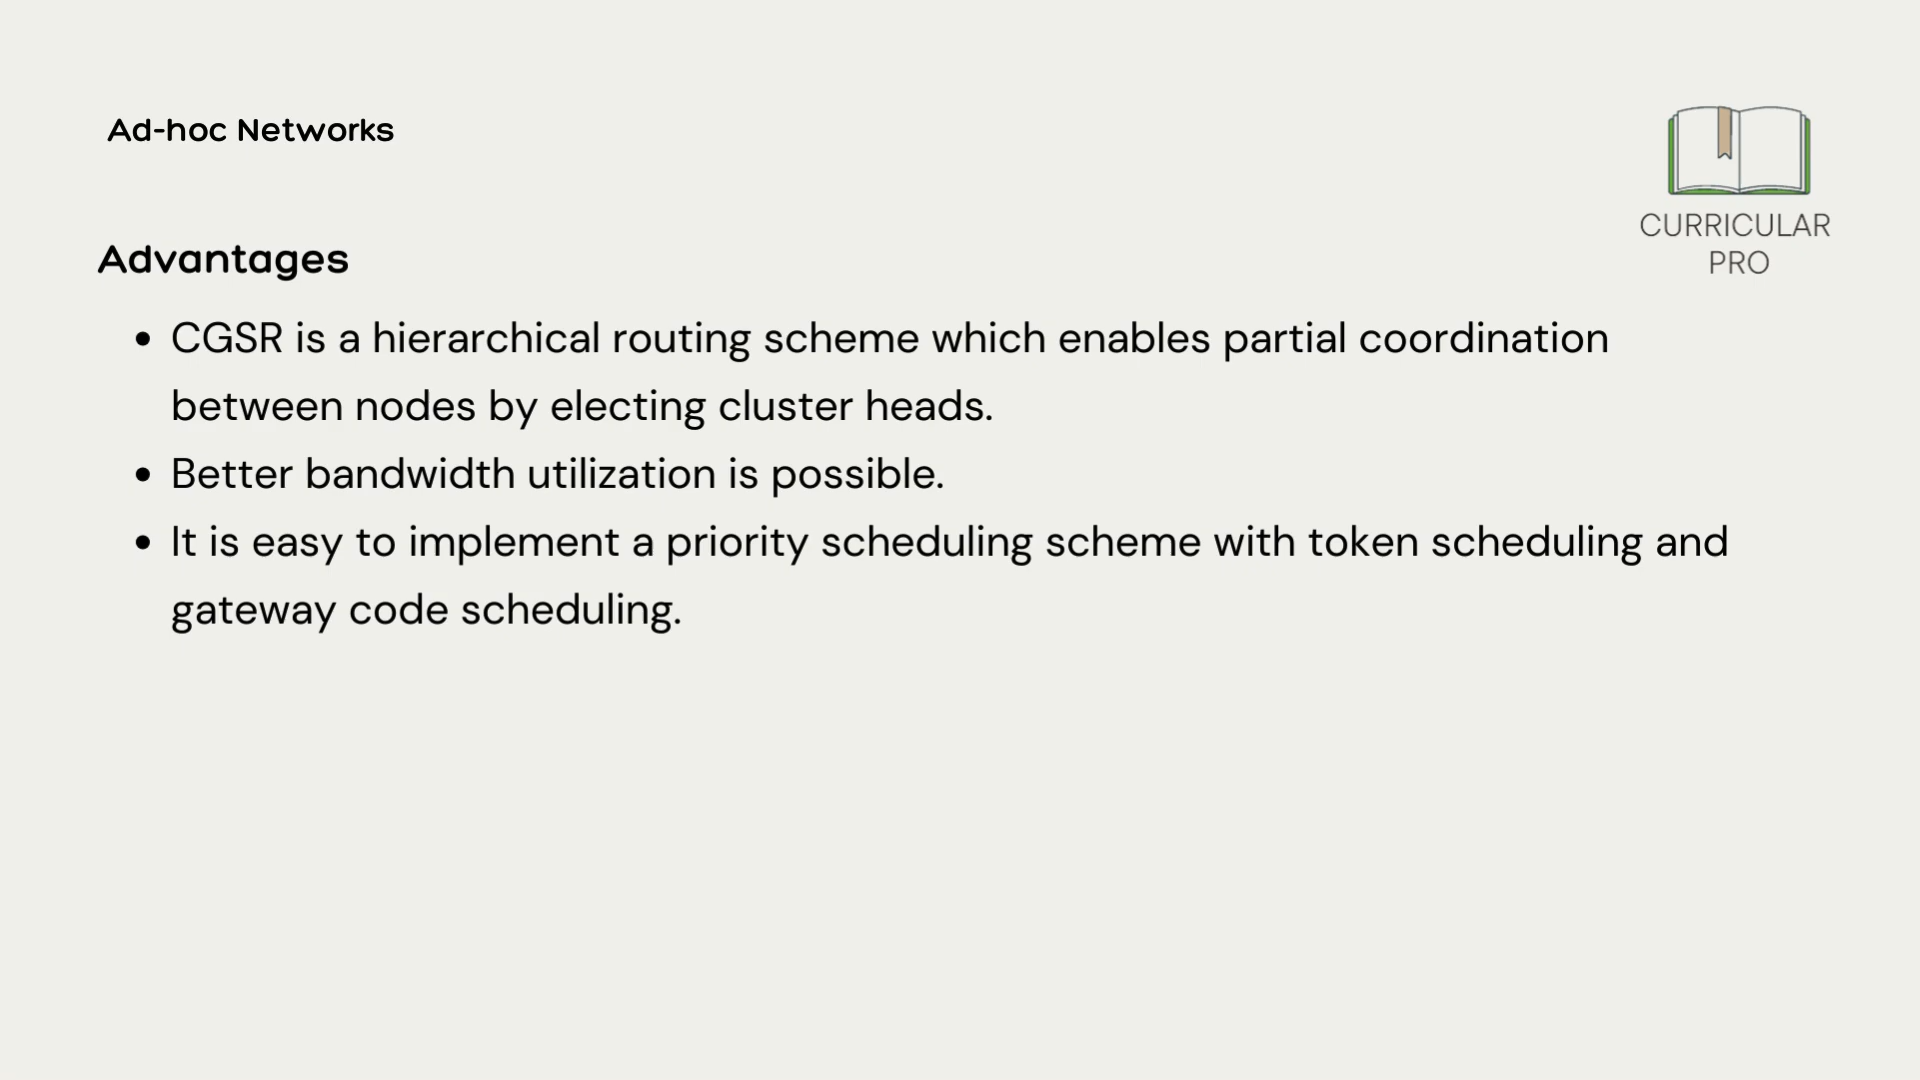 Ad-hoc Networks
CURRICULAR
PRO
Advantages
• CGSR is a hierarchical routing scheme which enables partial coordination
between nodes by electing cluster heads.
• Better bandwidth utilization is possible.
• It is easy to implement a priority scheduling scheme with token scheduling and
gateway code scheduling.